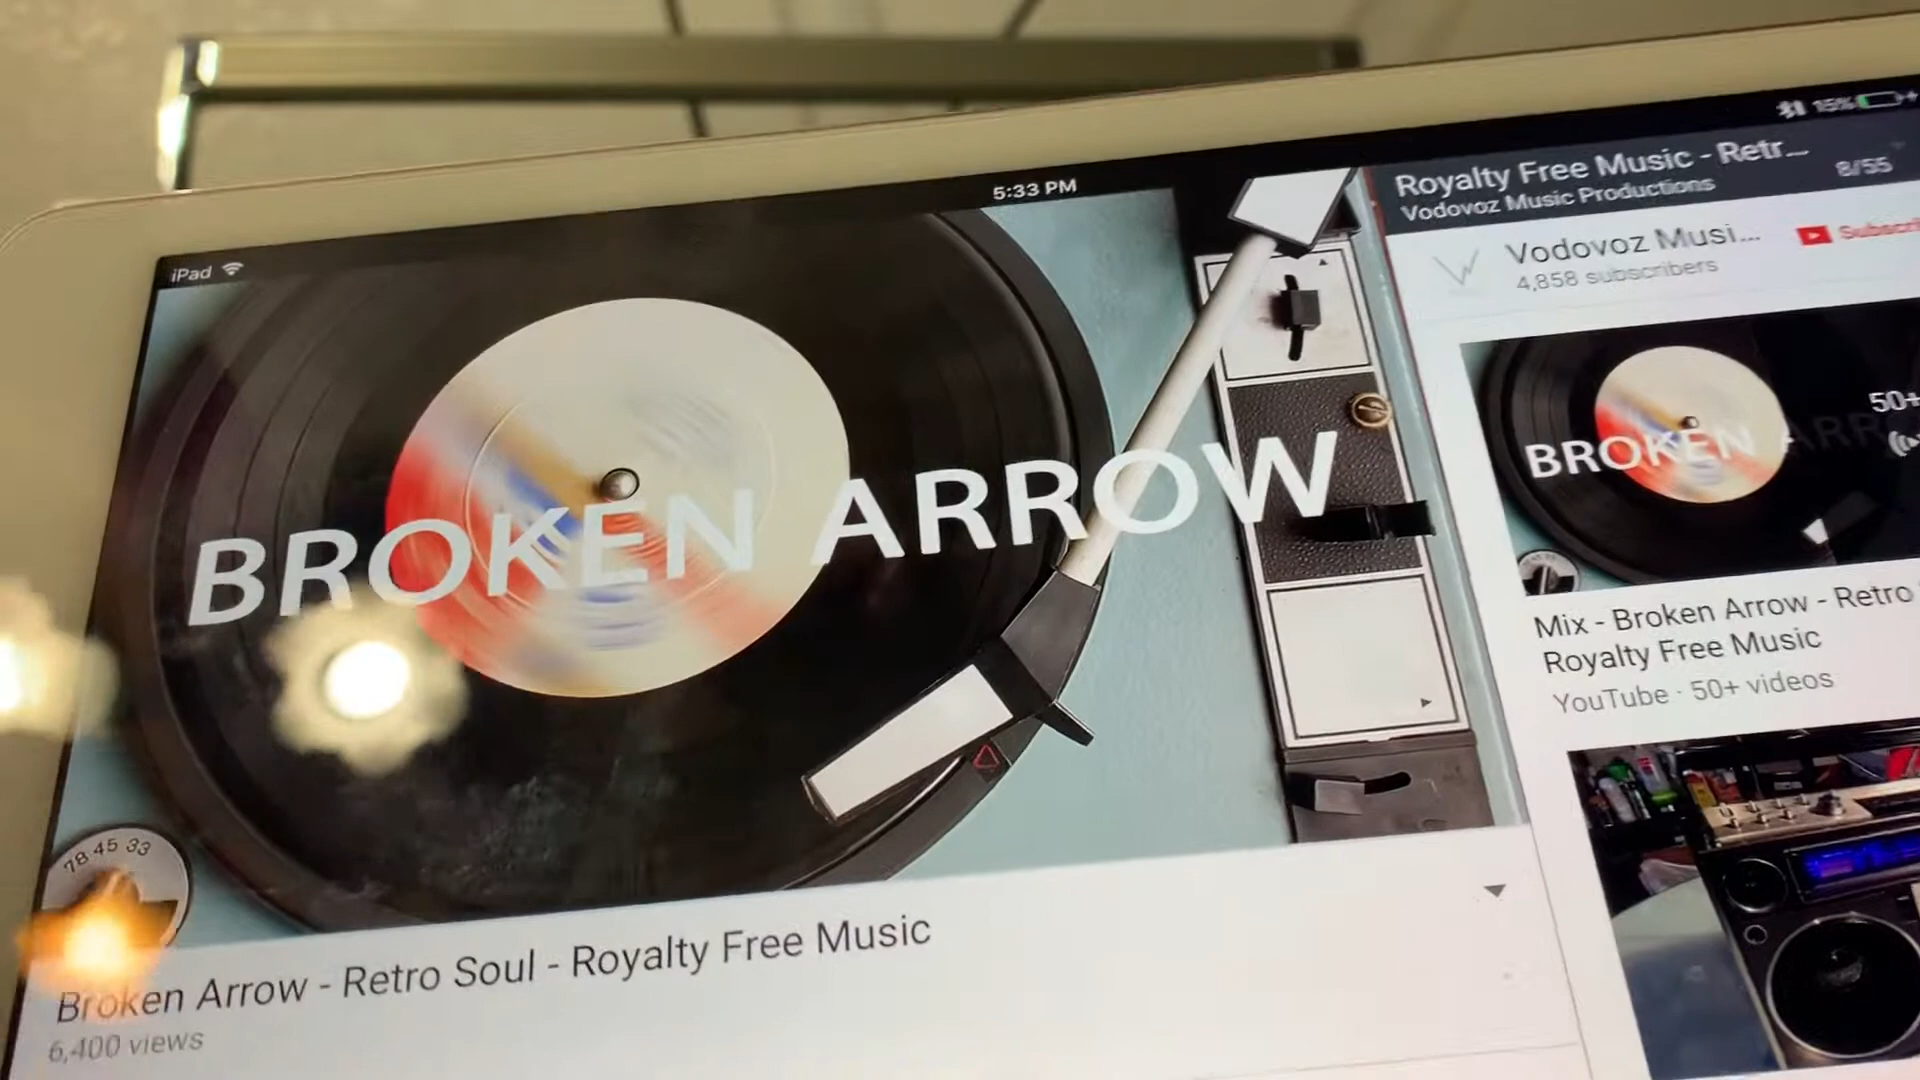 iPad
5:33 PM
15%
BROKEN ARROW
78 45 33
Broken Arrow - Retro Soul - Royalty Free Music
6,400 views
Royalty Free Music - Retr...
Vodovoz Music Productions
8/55
Vodovoz Musi...
4,858 subscribers
50+
BROKEN ARR
Mix - Broken Arrow - Retro
Royalty Free Music
YouTube · 50+ videos